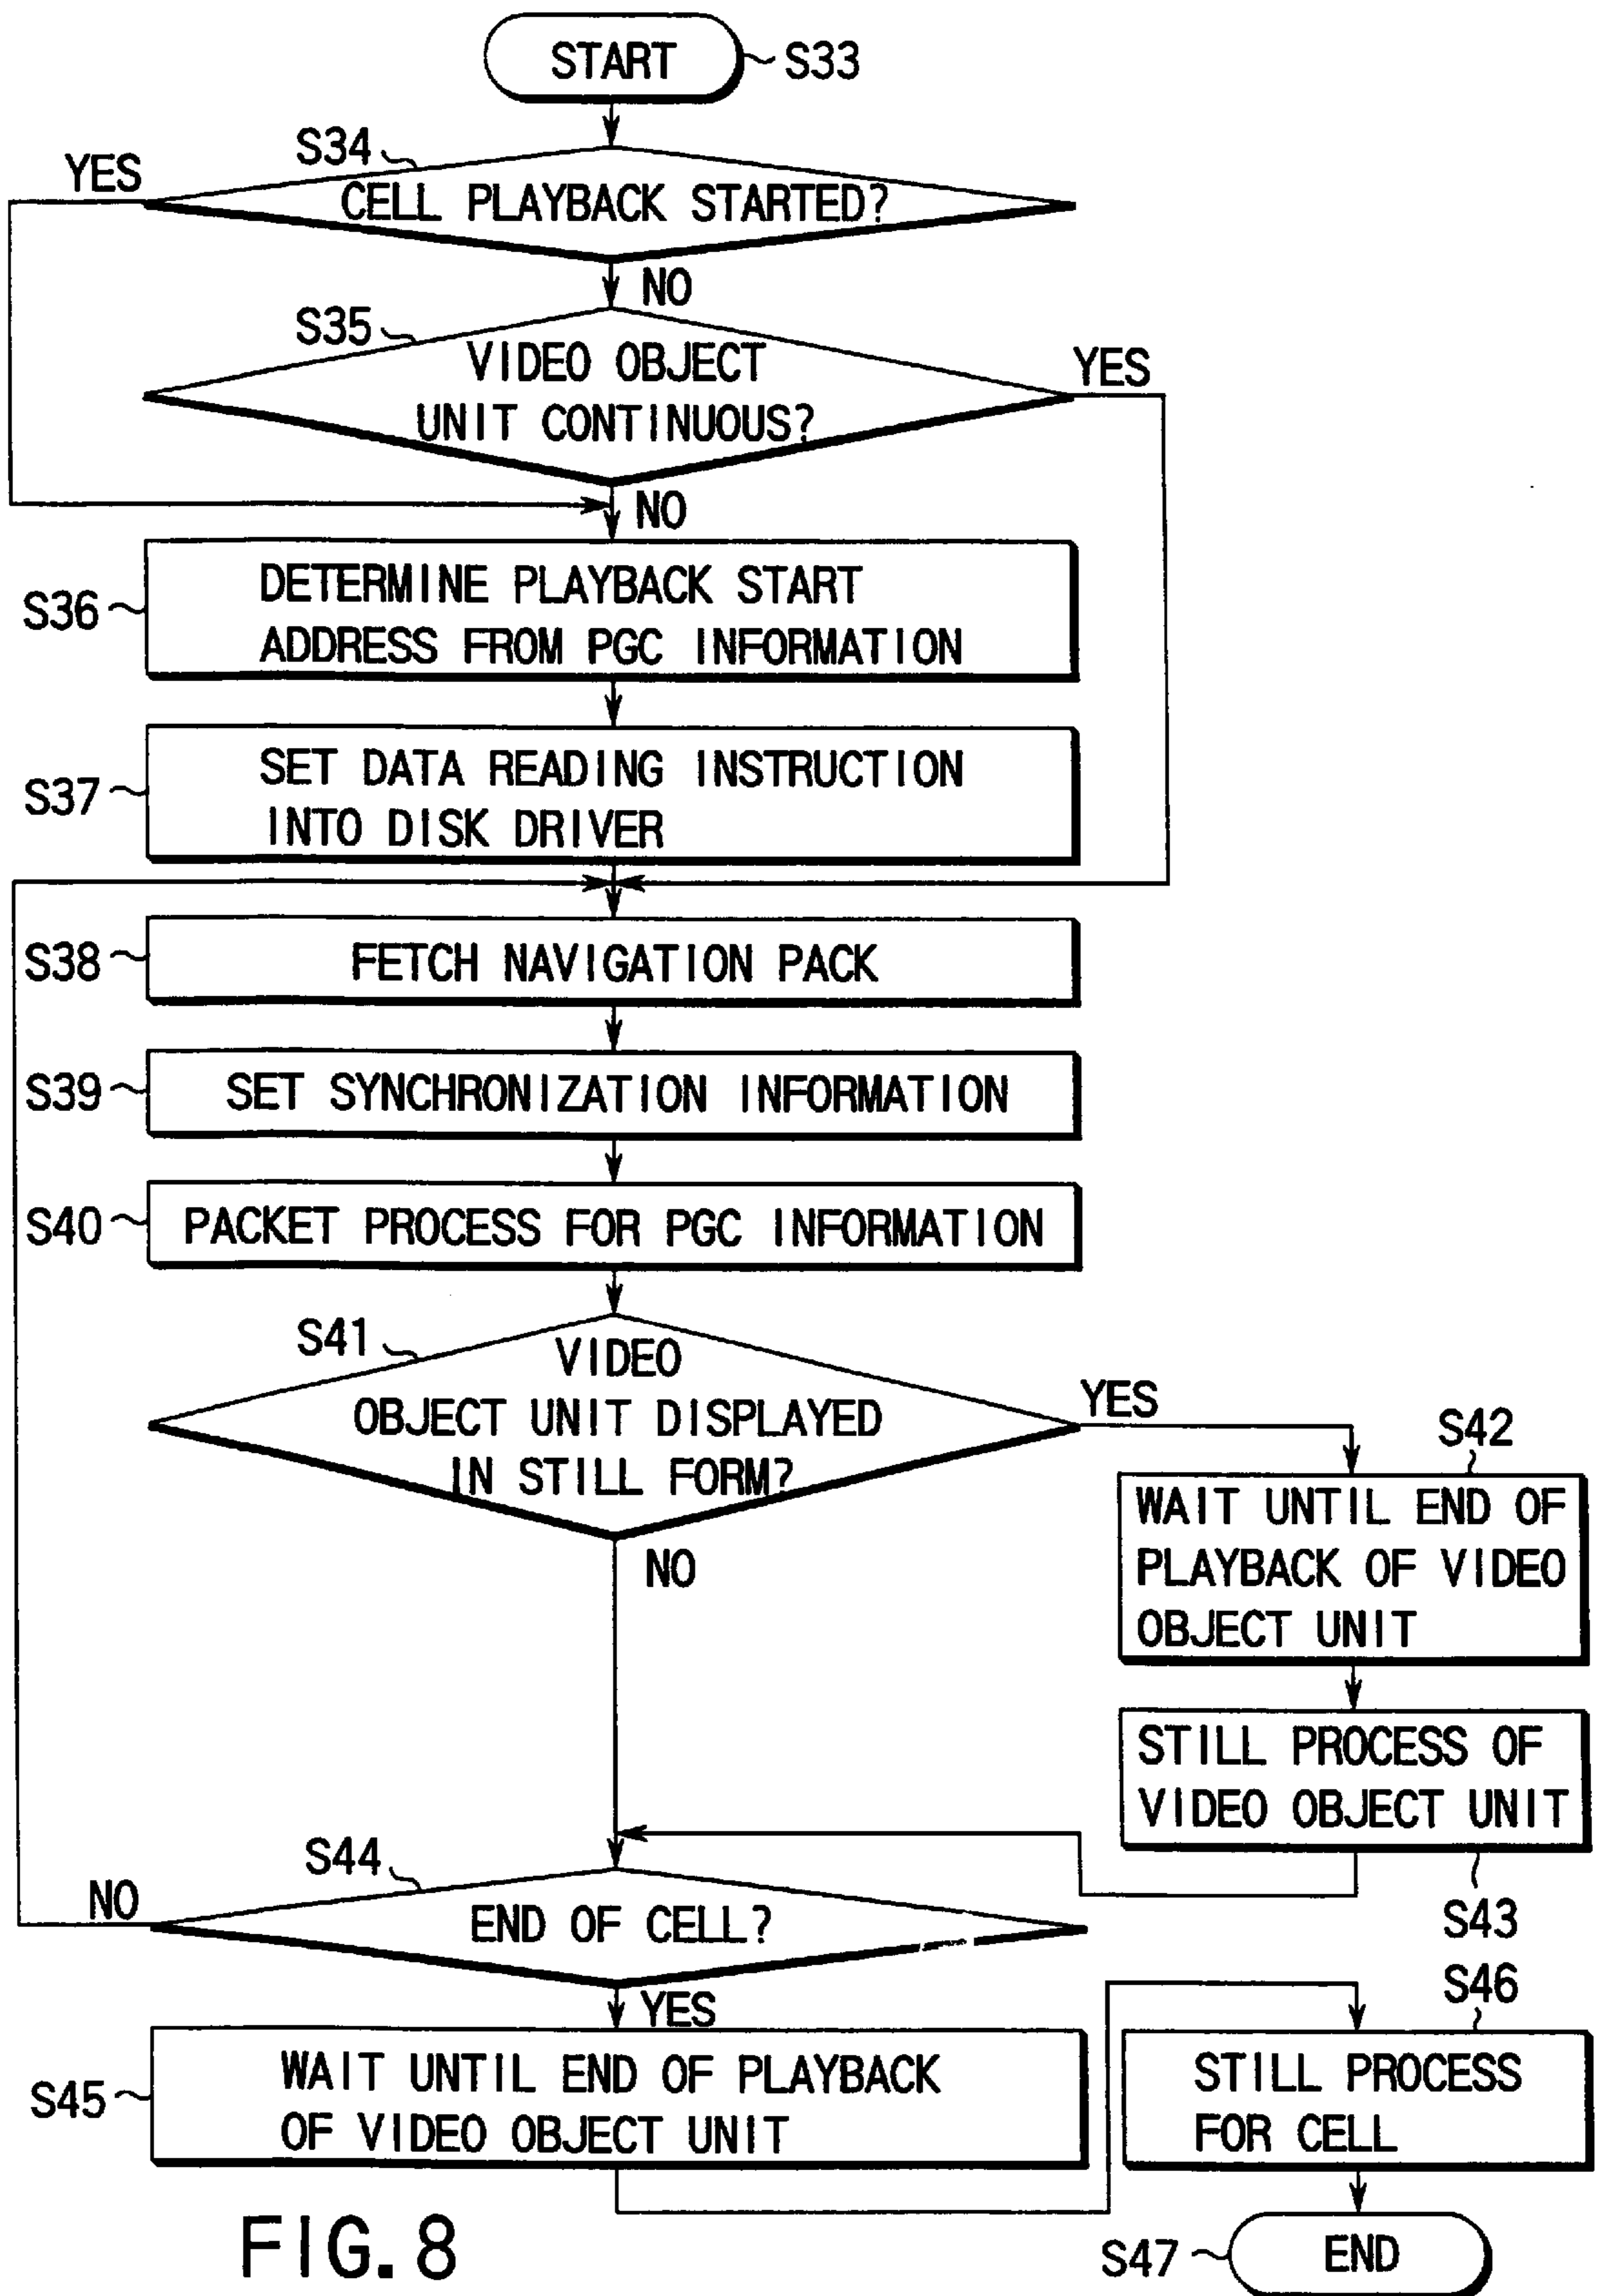 START
S33
S34
YES
CELL PLAYBACK STARTED?
NO
S35
VIDEO OBJECT
UNIT CONTINUOUS?
YES
NO
S36
DETERMINE PLAYBACK START
ADDRESS FROM PGC INFORMATION
S37
SET DATA READING INSTRUCTION
INTO DISK DRIVER
S38
FETCH NAVIGATION PACK
S39
SET SYNCHRONIZATION INFORMATION
S40
PACKET PROCESS FOR PGC INFORMATION
S41
VIDEO
OBJECT UNIT DISPLAYED
IN STILL FORM?
YES
NO
S42
WAIT UNTIL END OF
PLAYBACK OF VIDEO
OBJECT UNIT
STILL PROCESS OF
VIDEO OBJECT UNIT
S43
S44
NO
END OF CELL?
YES
S45
WAIT UNTIL END OF PLAYBACK
OF VIDEO OBJECT UNIT
S46
STILL PROCESS
FOR CELL
S47
END
FIG. 8